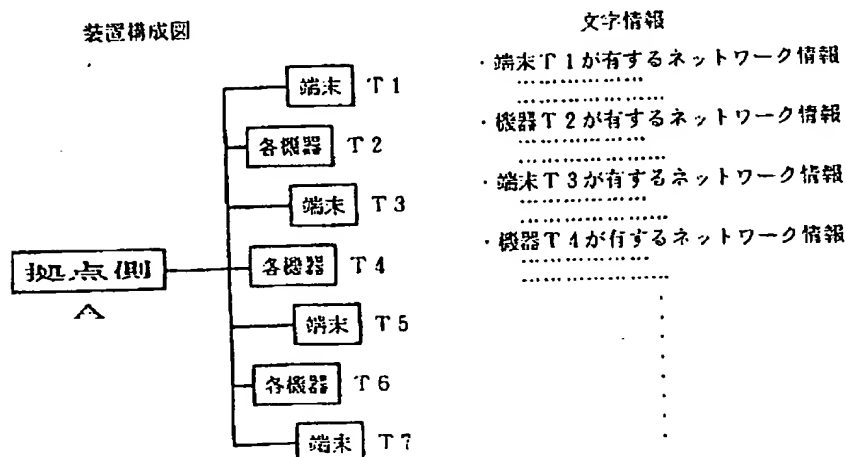 装置構成図
端末 T1
各機器 T2
端末 T3
拠点側
各機器 T4
端末 T5
各機器 T6
端末 T7
文字情報
・端末T1が有するネットワーク情報
・機器T2が有するネットワーク情報
・端末T3が有するネットワーク情報
・機器T4が有するネットワーク情報